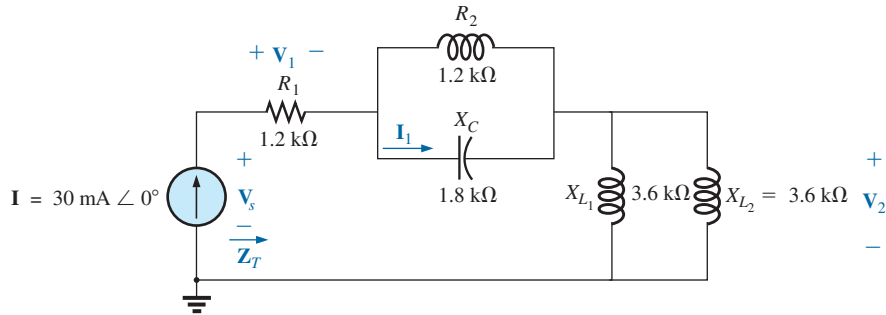 R2
1.2 kΩ
+ V1 −
R1
1.2 kΩ
I1
XC
1.8 kΩ
I = 30 mA ∠ 0°
+
Vs
−
ZT
XL1
3.6 kΩ
XL2 = 3.6 kΩ
+
V2
−